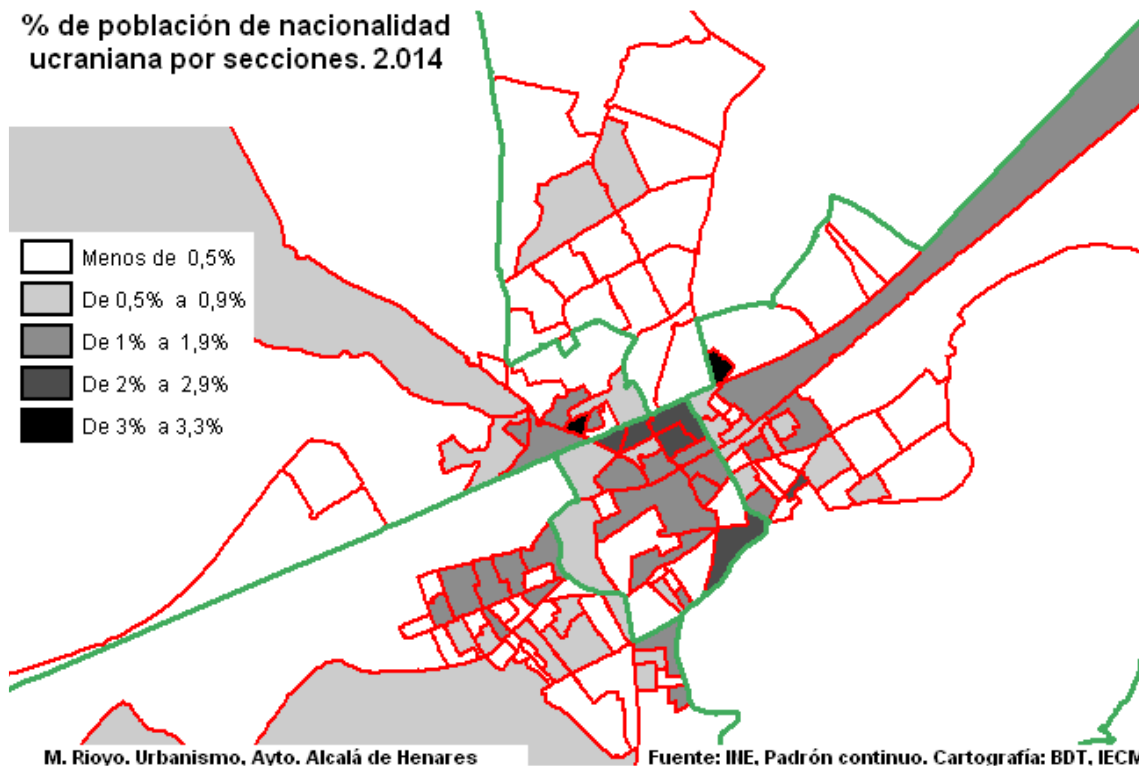 % de población de nacionalidad
ucraniana por secciones. 2.014
Menos de 0,5%
De 0,5% a 0,9%
De 1% a 1,9%
De 2% a 2,9%
De 3% a 3,3%
M. Rioyo. Urbanismo, Ayto. Alcalá de Henares
Fuente: INE, Padrón continuo. Cartografía: BDT, IECM